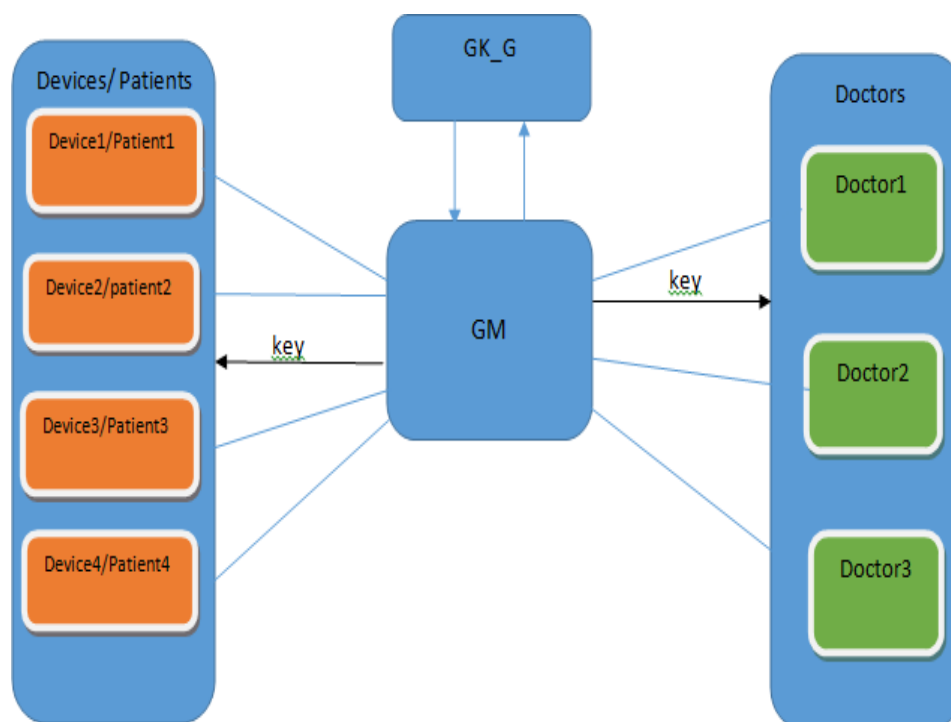 GK_G
Devices/ Patients
Device1/Patient1
Device2/patient2
key
Device3/Patient3
Device4/Patient4
GM
key
Doctors
Doctor1
Doctor2
Doctor3